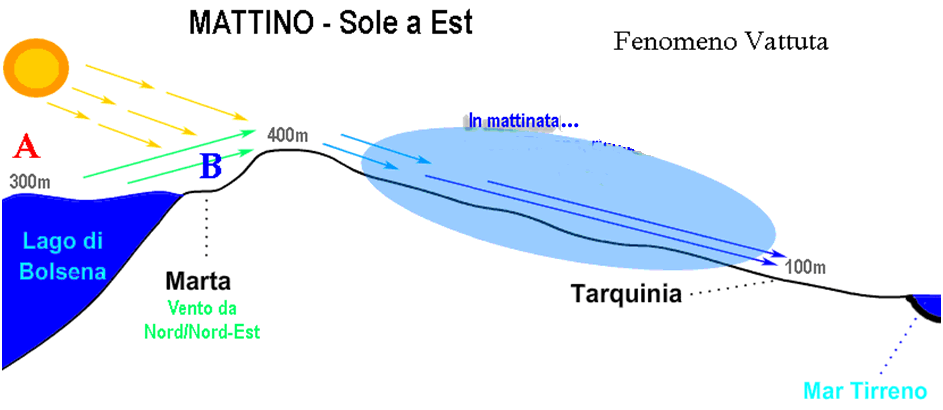 MATTINO - Sole a Est
Fenomeno Vattuta
In mattinata...
A
B
400m
300m
Lago di
Bolsena
Marta
Vento da
Nord/Nord-Est
100m
Tarquinia
Mar Tirreno